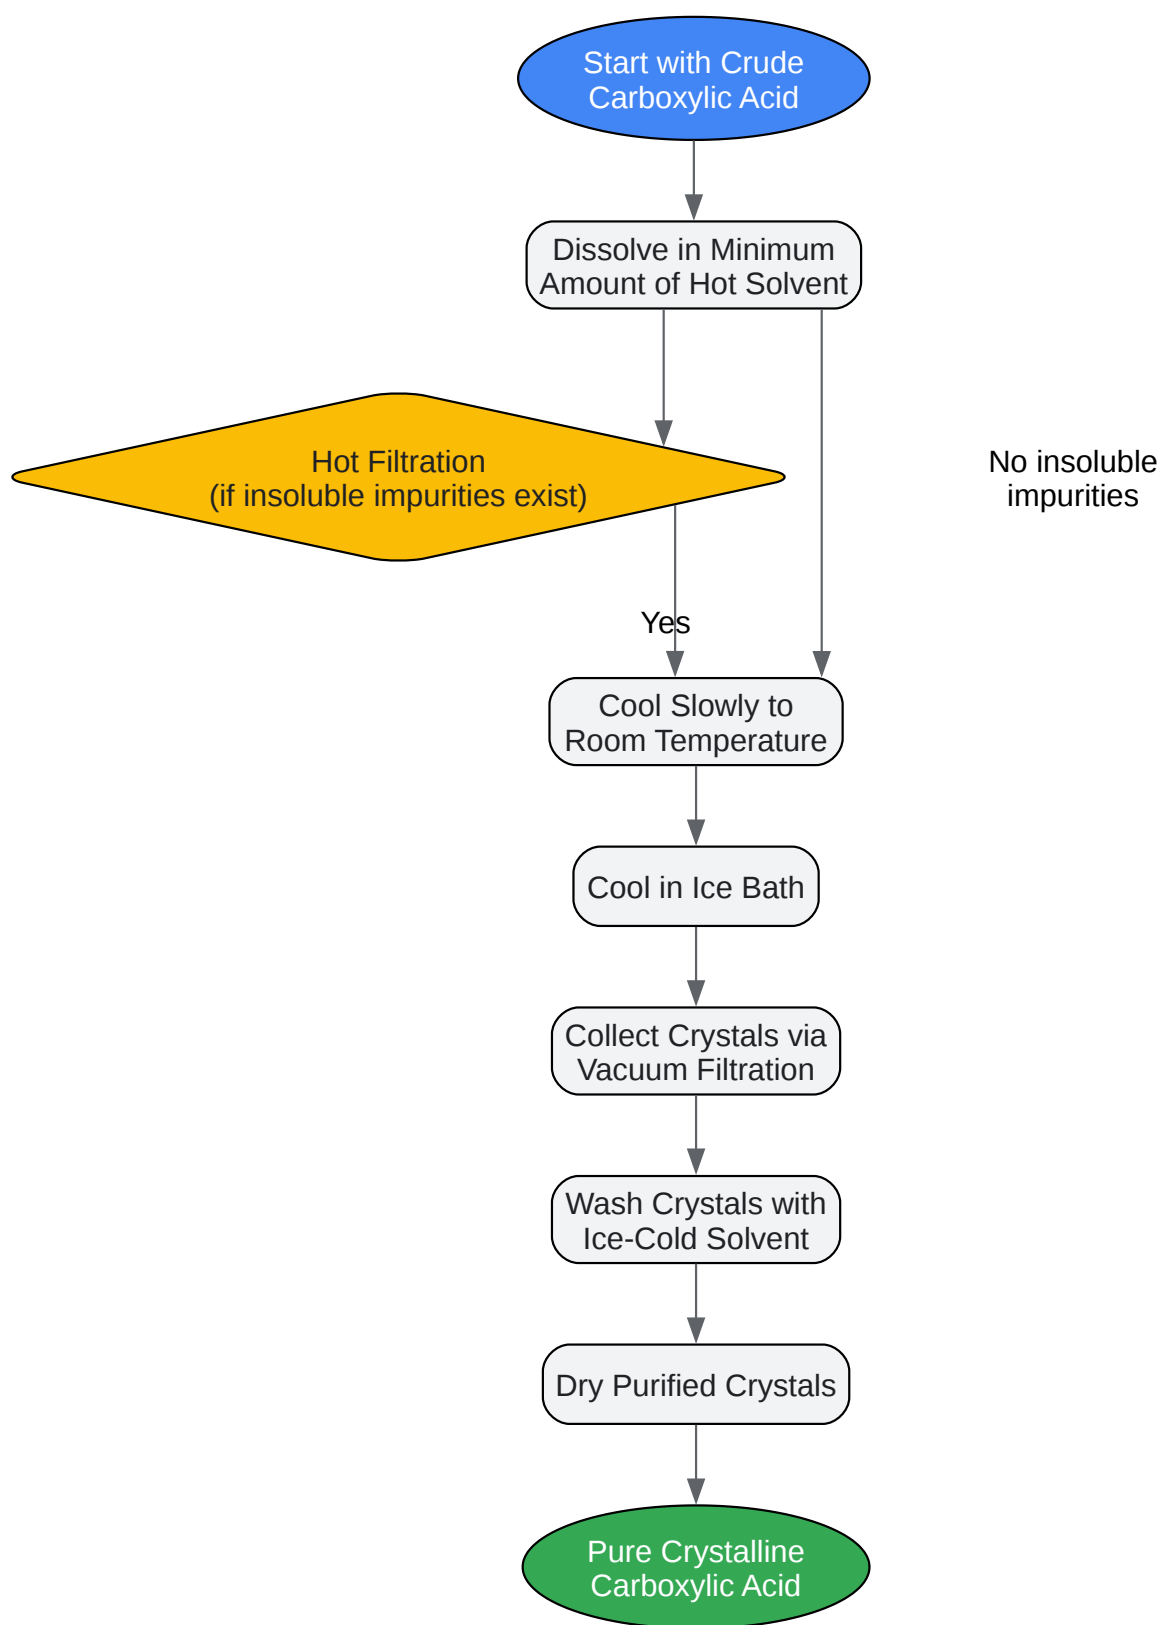 Start with Crude
Carboxylic Acid
Dissolve in Minimum
Amount of Hot Solvent
Hot Filtration
(if insoluble impurities exist)
No insoluble
impurities
Yes
Cool Slowly to
Room Temperature
Cool in Ice Bath
Collect Crystals via
Vacuum Filtration
Wash Crystals with
Ice-Cold Solvent
Dry Purified Crystals
Pure Crystalline
Carboxylic Acid